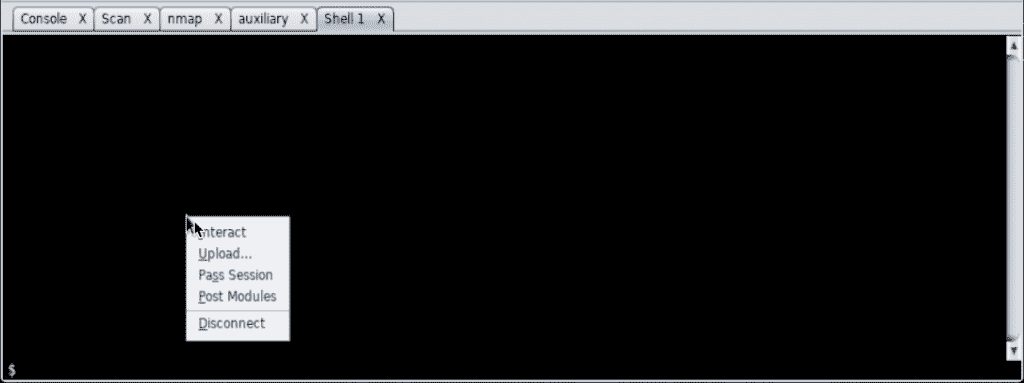 Console X Scan X nmap X auxiliary X Shell 1 X
Interact
Upload...
Pass Session
Post Modules
Disconnect
$